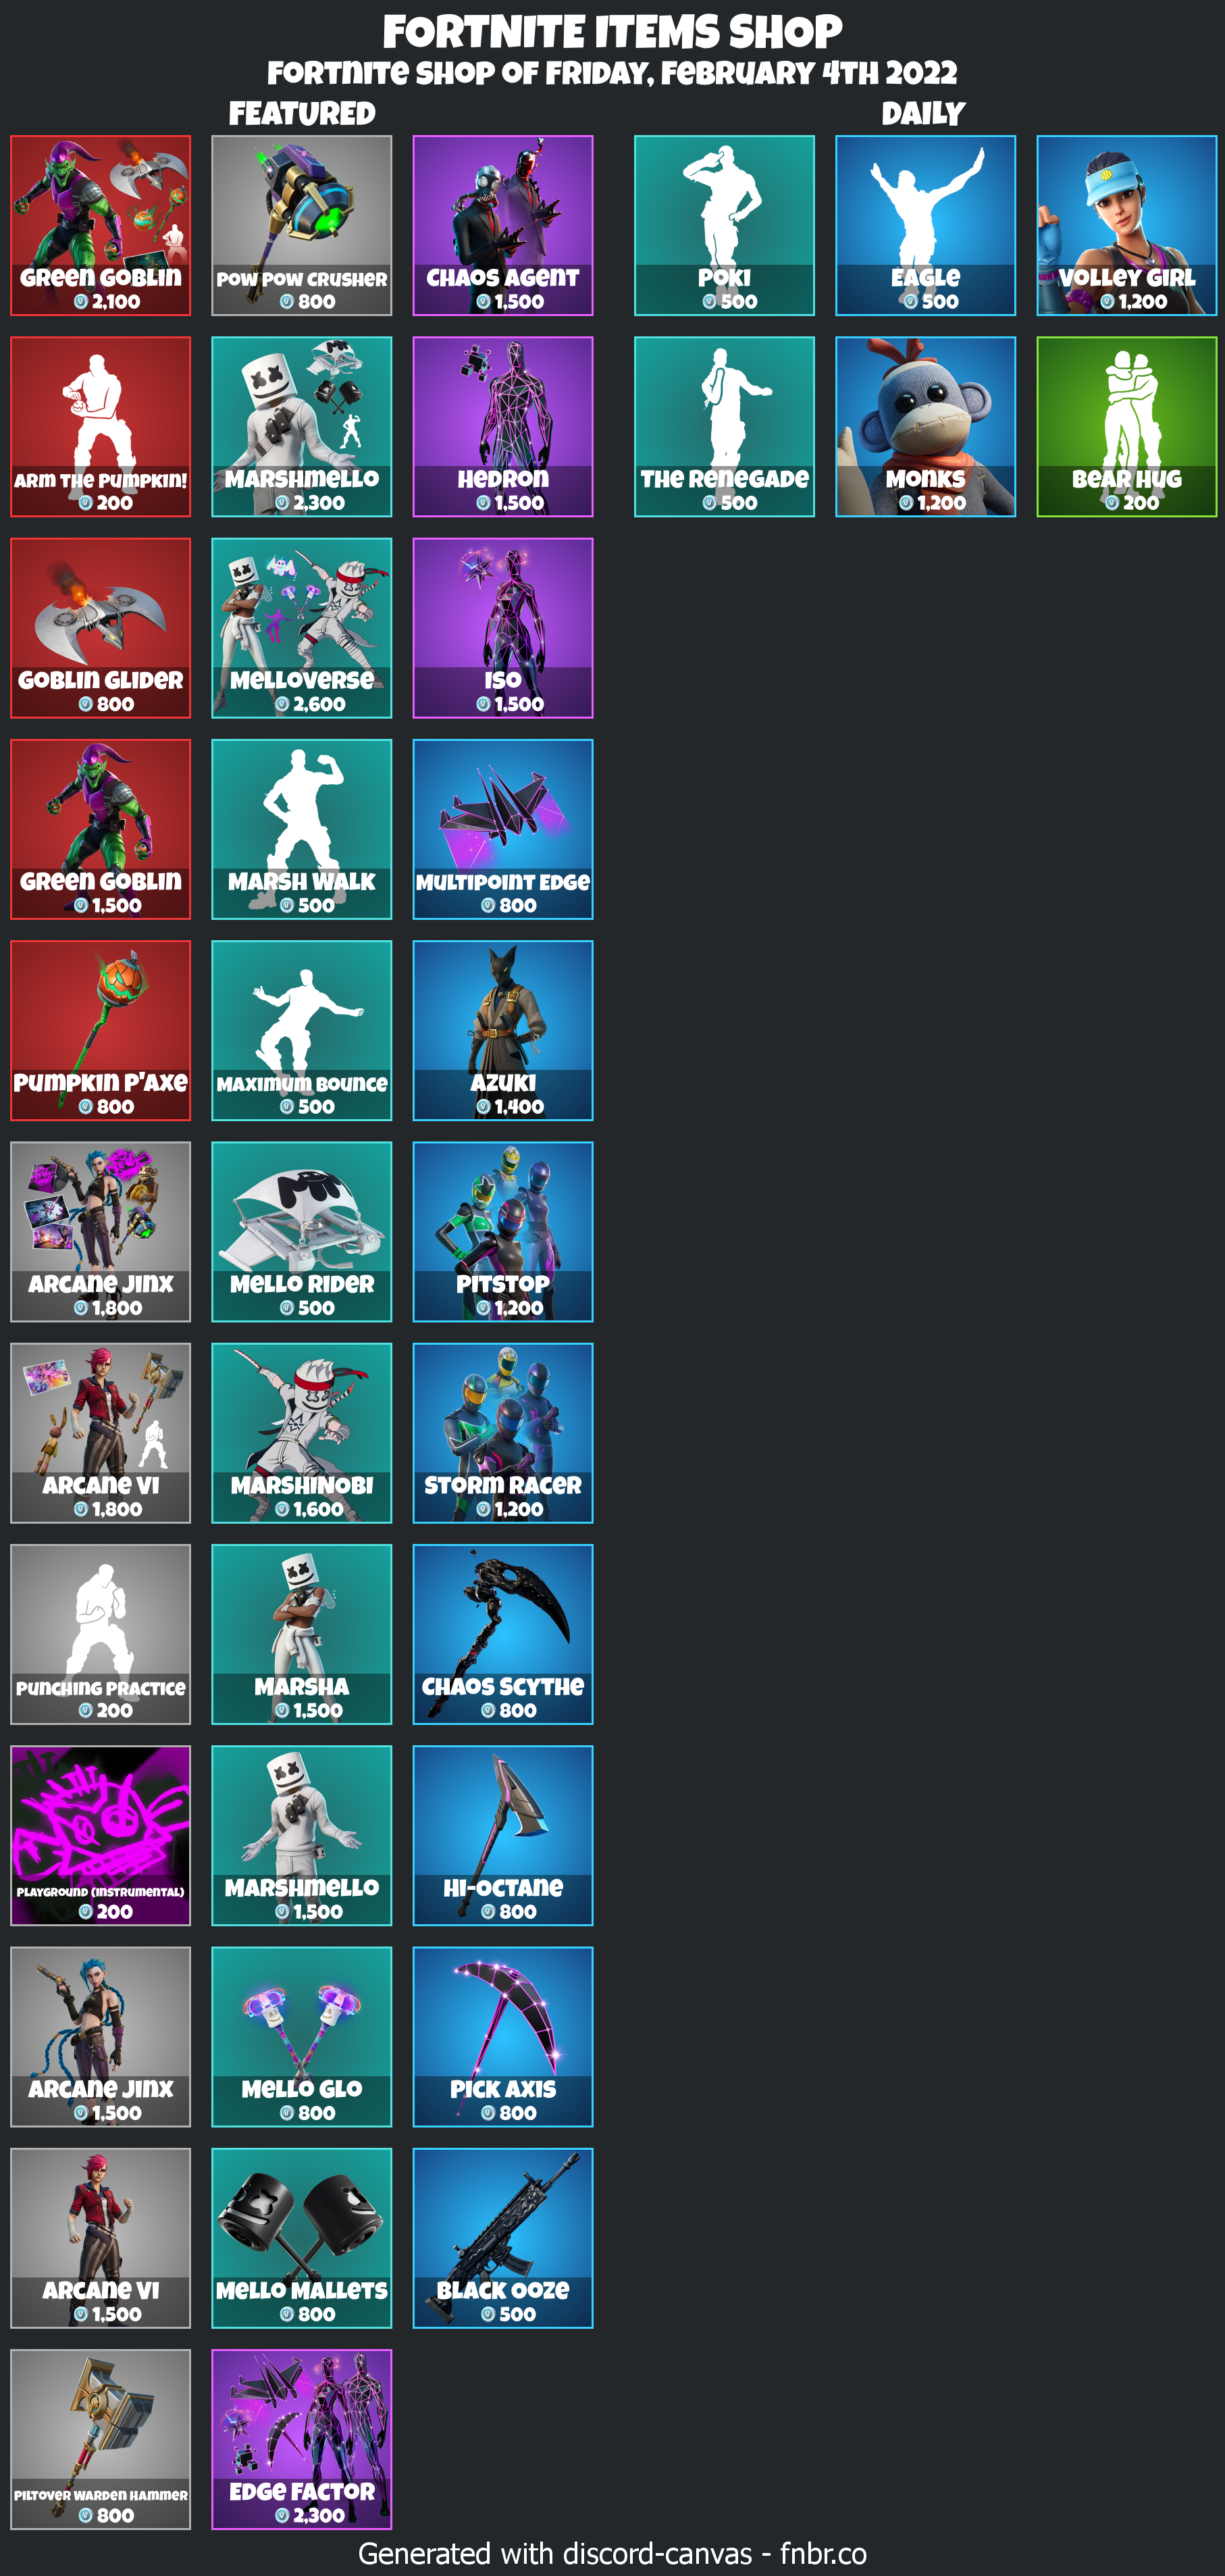 FORTNITE ITEMS SHOP
FORTNITE SHOP OF FRIDAY, FEBRUARY 4TH 2022
FEATURED
GREEN GOBLIN
2,100
POW POW CRUSHER
800
CHAOS AGENT
1,500
ARM THE PUMPKIN!
200
MARSHMELLO
2,300
HEDRON
1,500
GOBLIN GLIDER
800
MELLOVERSE
2,600
ISO
1,500
GREEN GOBLIN
1,500
MARSH WALK
500
MULTIPOINT EDGE
800
PUMPKIN P'AXE
800
MAXIMUM BOUNCE
500
AZUKI
1,400
ARCANE JINX
1,800
MELLO RIDER
500
PITSTOP
1,200
ARCANE VI
1,800
MARSHINOBI
1,600
STORM RACER
1,200
PUNCHING PRACTICE
200
MARSHA
1,500
CHAOS SCYTHE
800
PLAYGROUND (INSTRUMENTAL)
200
MARSHMELLO
1,500
HI-OCTANE
800
ARCANE JINX
1,500
MELLO GLO
800
PICK AXIS
800
ARCANE VI
1,500
MELLO MALLETS
800
BLACK OOZE
500
PILTOVER WARDEN HAMMER
800
EDGE FACTOR
2,300
DAILY
POKI
500
EAGLE
500
VOLLEY GIRL
1,200
THE RENEGADE
500
MONKS
1,200
BEAR HUG
200
Generated with discord-canvas - fnbr.co